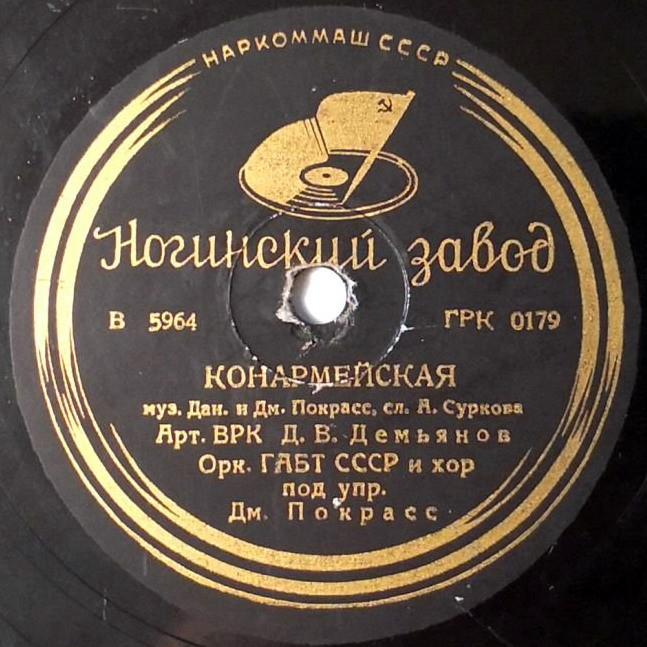 НАРКОММАШ СССР
Ногинский завод
В 5964 ГРК 0179
КОНАРМЕЙСКАЯ
муз. Дан. и Дм. Покрасс, сл. А. Суркова
Арт. ВРК Д. В. Демьянов
Орк. ГАБТ СССР и хор
под упр.
Дм. Покрасс